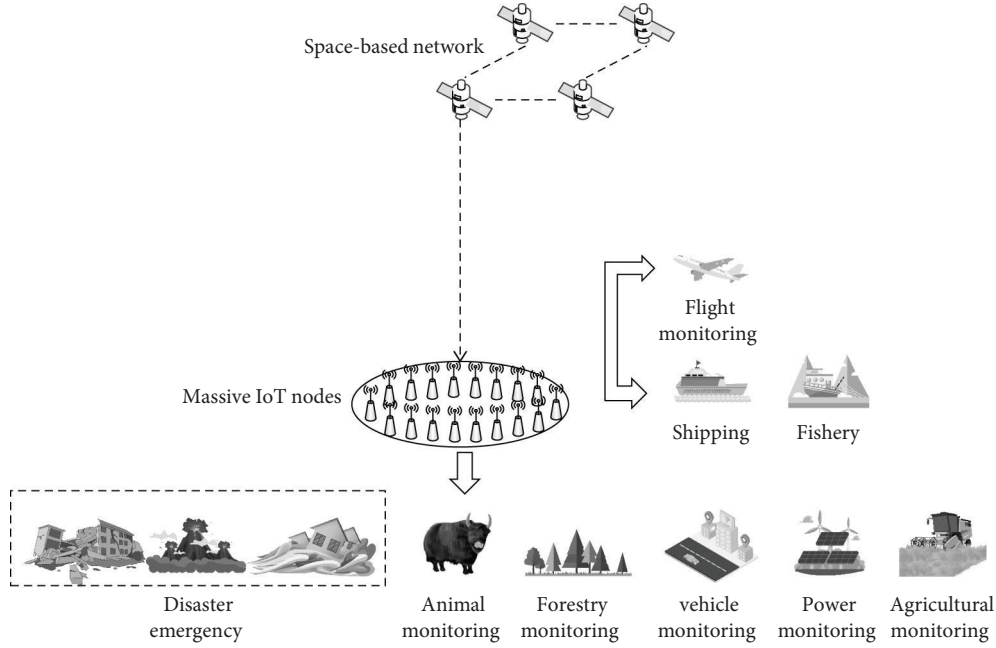 Space-based network
Massive IoT nodes
Flight
monitoring
Shipping
Fishery
Disaster
emergency
Animal
monitoring
Forestry
monitoring
vehicle
monitoring
Power
monitoring
Agricultural
monitoring